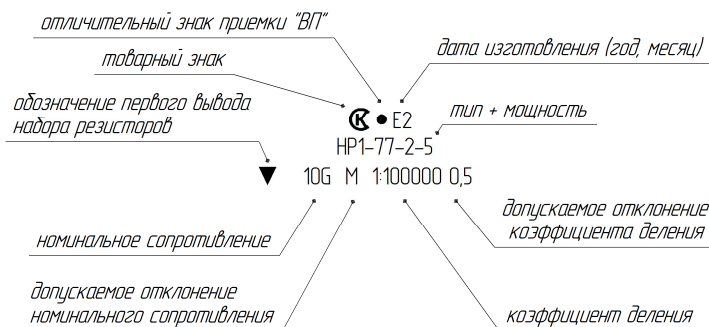 отличительный знак приемки "ВП"
товарный знак
дата изготовления (год, месяц)
обозначение первого вывода
набора резисторов
тип + мощность
● E2
НР1-77-2-5
▼ 10G М 1:100000 0,5
номинальное сопротивление
допускаемое отклонение
коэффициента деления
допускаемое отклонение
номинального сопротивления
коэффициент деления